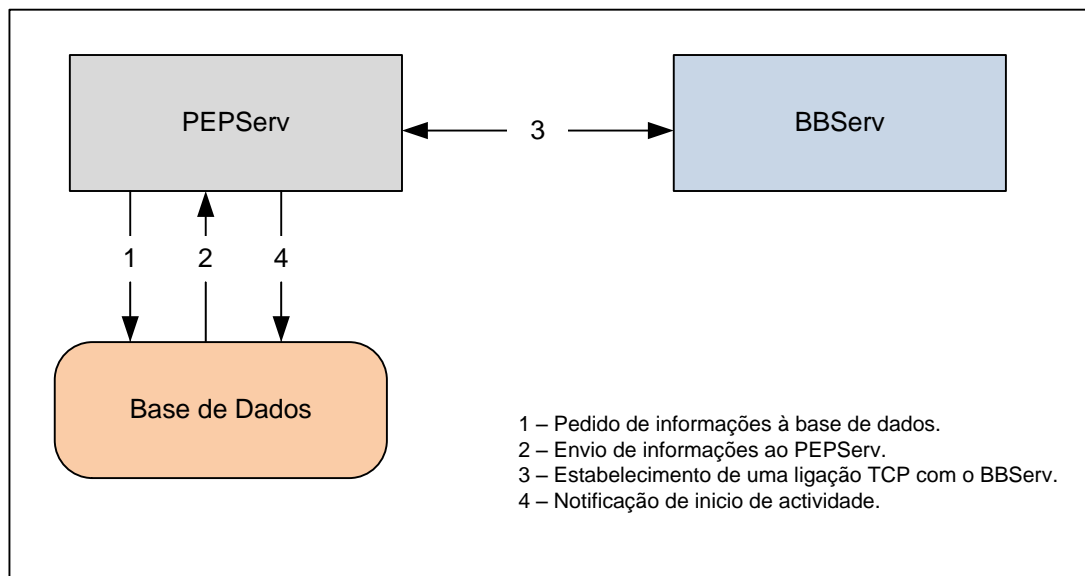 PEPServ
BBServ
3
1
2
4
Base de Dados
1 – Pedido de informações à base de dados.
2 – Envio de informações ao PEPServ.
3 – Estabelecimento de uma ligação TCP com o BBServ.
4 – Notificação de inicio de actividade.